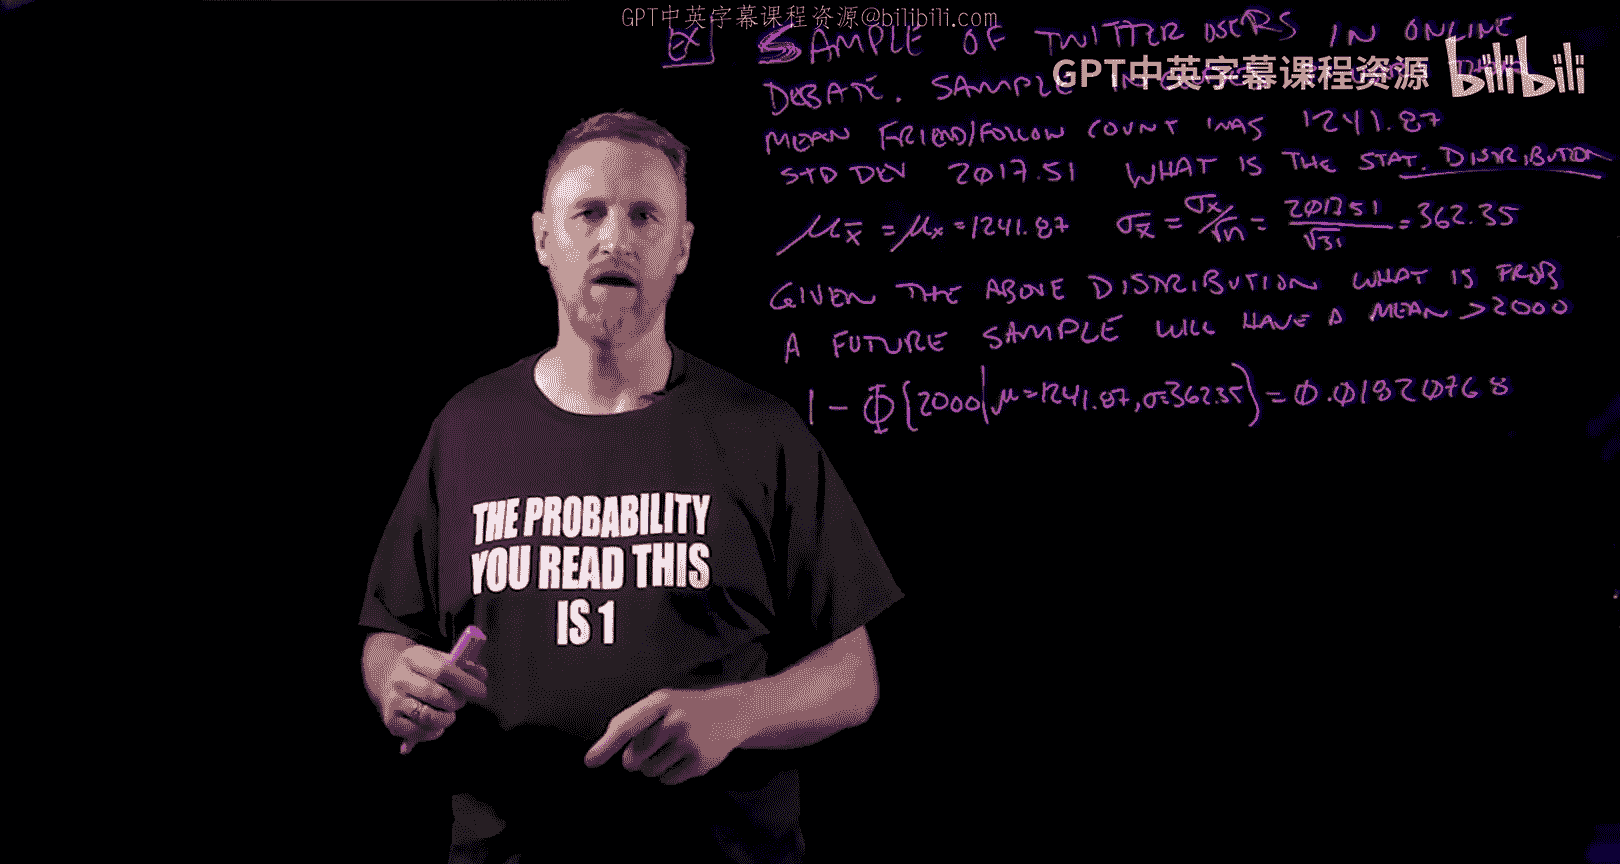 GPT中英字幕课程资源@bilibili.com
EX SAMPLE OF TWITTER USERS IN ONLINE
GPT中英字幕课程资源 bilibili
DEBATE. SAMPLE
MEAN FRIEND/FOLLOW COUNT WAS 1241.87
STD DEV 2017.51 WHAT IS THE STAT. DISTRIBUTION
μx̄ = μx = 1241.87 σx̄ = σx/√n = 2017.51/√31 = 362.35
GIVEN THE ABOVE DISTRIBUTION WHAT IS PROB
A FUTURE SAMPLE WILL HAVE A MEAN >2000
1 - Φ(2000|μ=1241.87, σ=362.35) = 0.01820768
THE PROBABILITY
YOU READ THIS
IS 1